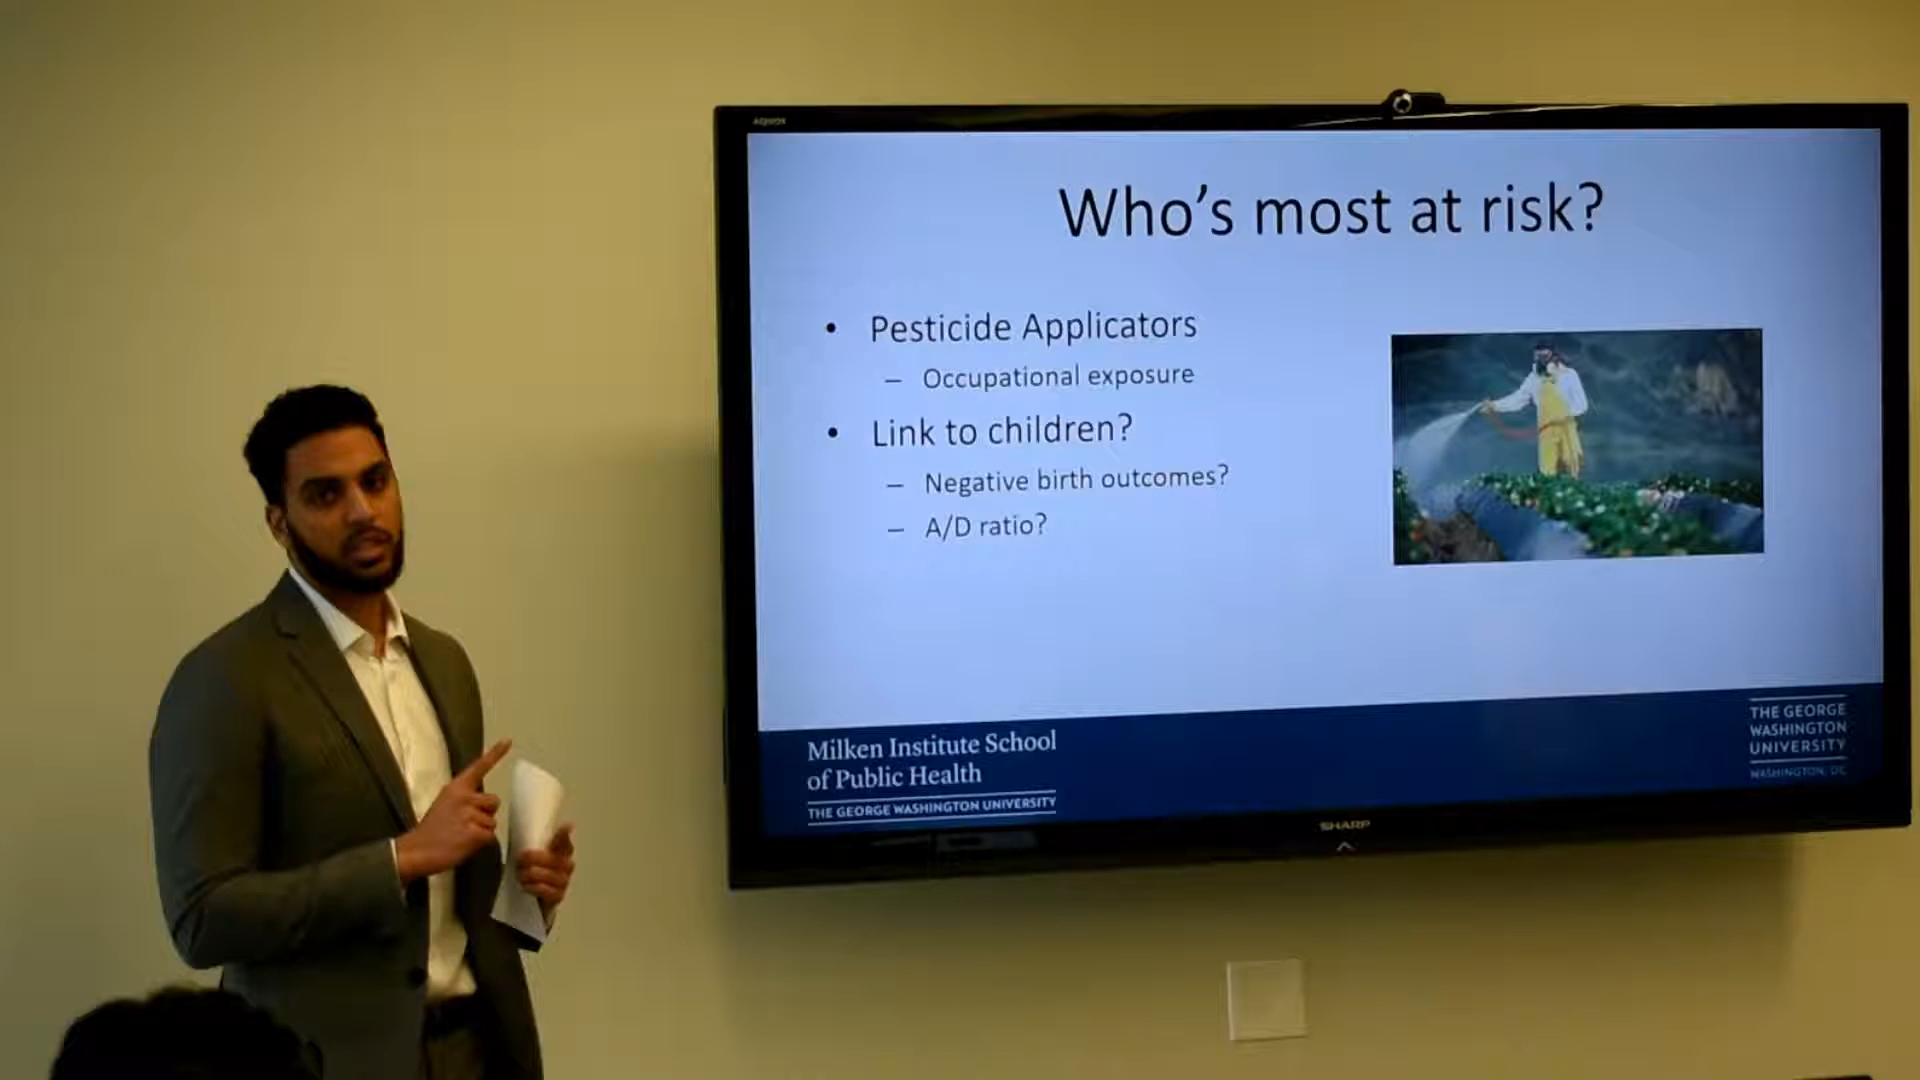 AQUOS
Who's most at risk?
• Pesticide Applicators
– Occupational exposure
• Link to children?
– Negative birth outcomes?
– A/D ratio?
Milken Institute School
of Public Health
THE GEORGE WASHINGTON UNIVERSITY
THE GEORGE
WASHINGTON
UNIVERSITY
WASHINGTON, DC
SHARP